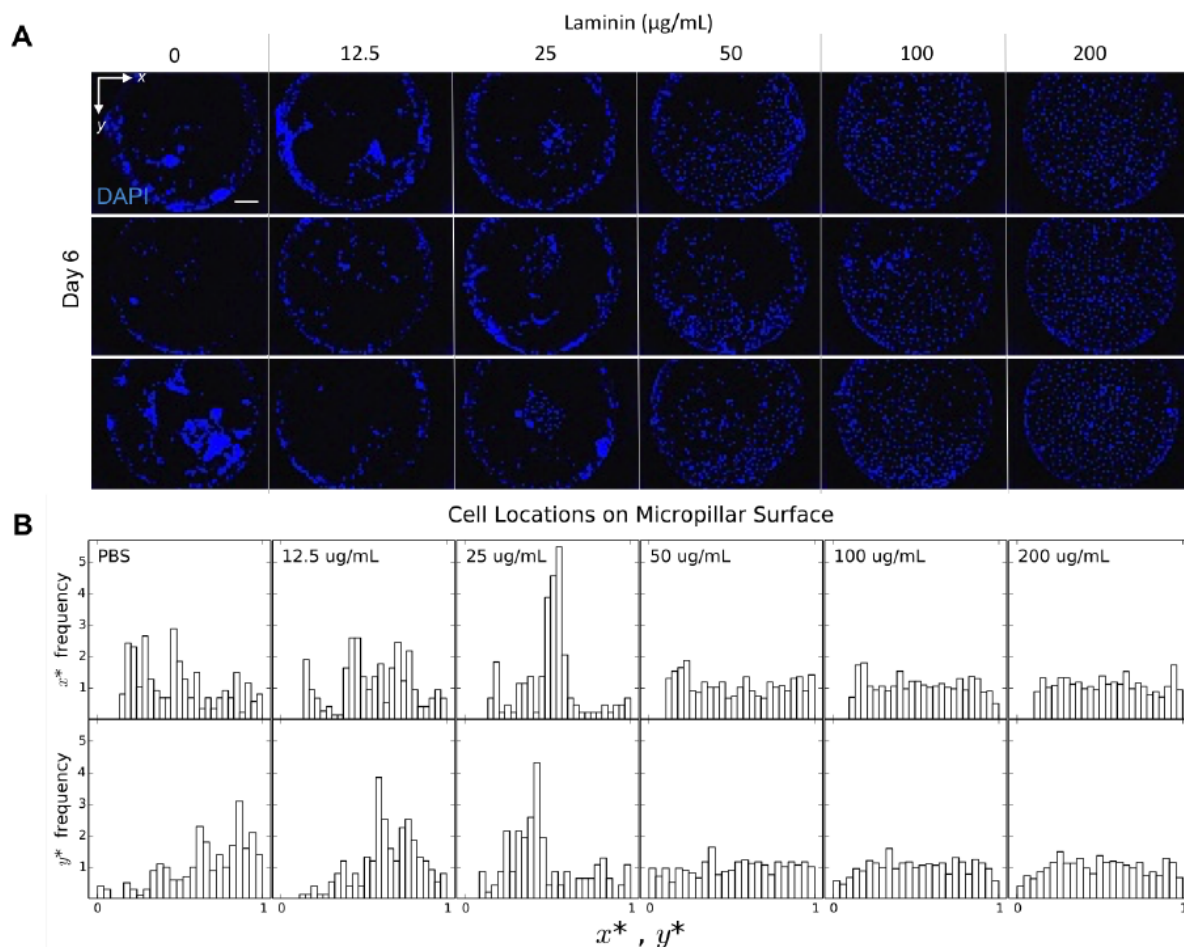 A
Laminin (µg/mL)
0 12.5 25 50 100 200
x
y
DAPI
Day 6
B
Cell Locations on Micropillar Surface
PBS 12.5 ug/mL 25 ug/mL 50 ug/mL 100 ug/mL 200 ug/mL
5
4
3
2
1
x* frequency
5
4
3
2
1
y* frequency
0 1 0 1 0 1 0 1 0 1 0 1
x* , y*